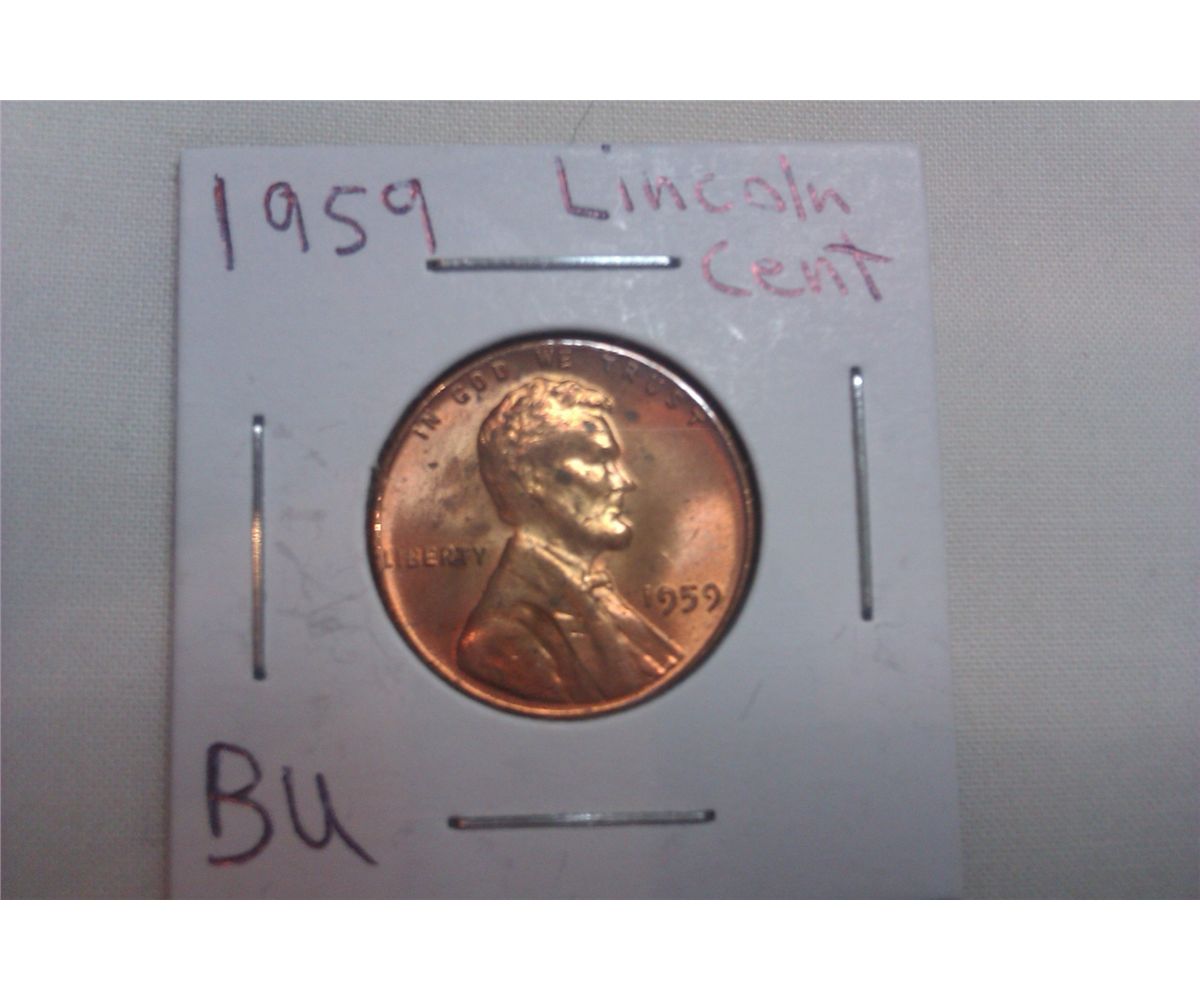 1959 Lincoln
Cent
IN GOD WE TRUST
LIBERTY
1959
BU